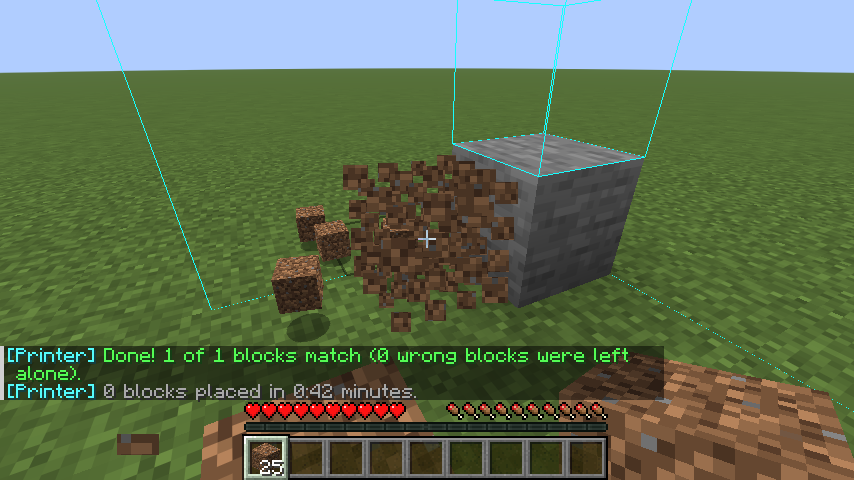 [Printer] Done! 1 of 1 blocks match (0 wrong blocks were left
alone).
[Printer] 0 blocks placed in 0:42 minutes.
25